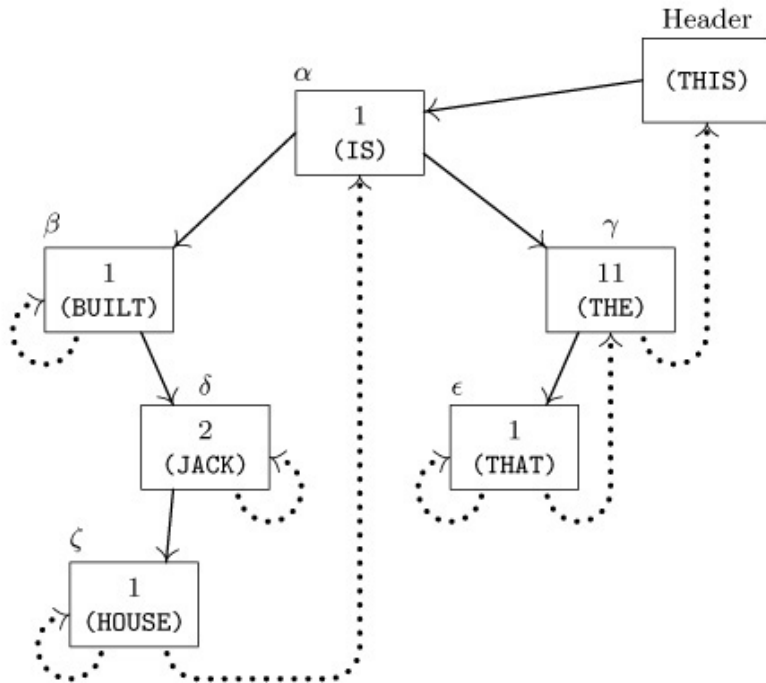 Header
(THIS)
α
1
(IS)
β
1
(BUILT)
γ
11
(THE)
δ
2
(JACK)
ϵ
1
(THAT)
ζ
1
(HOUSE)